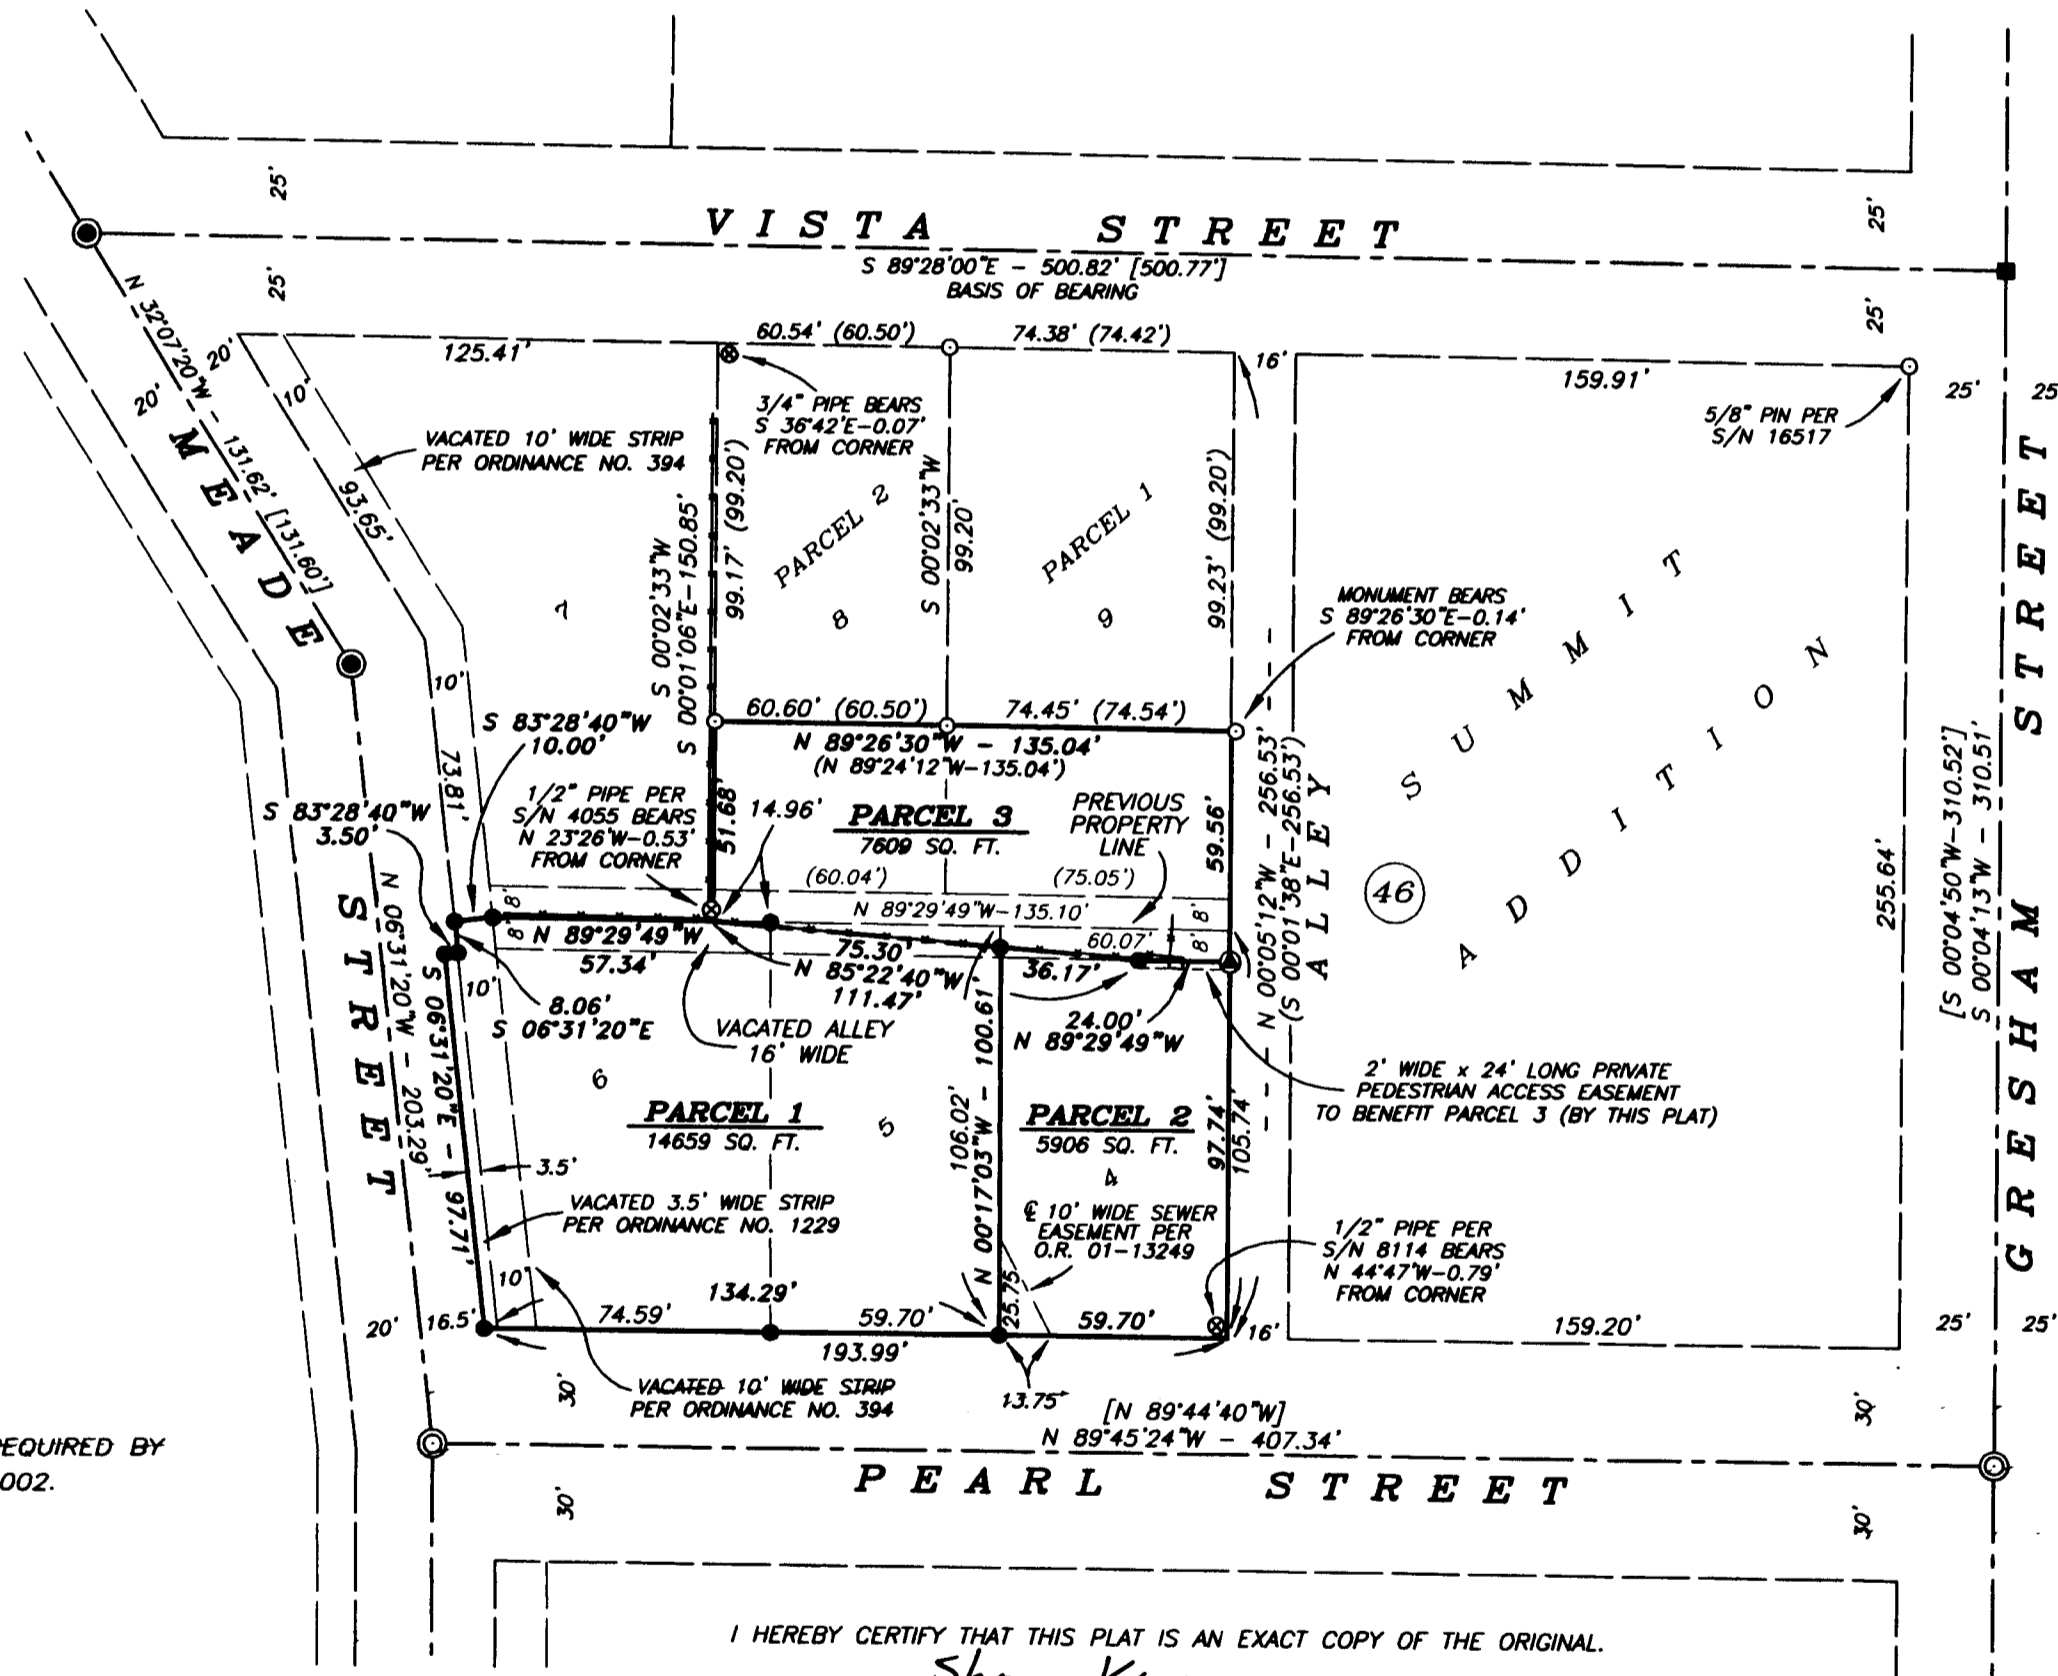 25'
25'
VISTA STREET
S 89°28'00"E - 500.82' [500.77']
BASIS OF BEARING
25'
25'
N 32°07'20"W - 131.62' [131.60']
20'
20'
10'
125.41'
60.54' (60.50')
74.38' (74.42')
16'
159.91'
25'
25
5/8" PIN PER
S/N 16517
3/4" PIPE BEARS
S 36°42'E-0.07'
FROM CORNER
VACATED 10' WIDE STRIP
PER ORDINANCE NO. 394
93.65'
MEADE
STREET
S 00°02'33"W
S 00°01'06"E-150.85'
99.17' (99.20')
PARCEL 2
8
S 00°02'33"W
99.20'
PARCEL 1
9
99.23' (99.20')
7
MONUMENT BEARS
S 89°26'30"E-0.14'
FROM CORNER
SUMMIT
ADDITION
GRESHAM STREET
10'
S 83°28'40"W
10.00'
73.81'
60.60' (60.50')
74.45' (74.54')
N 89°26'30"W - 135.04'
(N 89°24'12"W-135.04')
N 00°05'12"W - 256.53'
(S 00°01'38"E-256.53')
ALLEY
[S 00°04'50"W-310.52']
S 00°04'13"W - 310.51'
255.64'
S 83°28'40"W
3.50'
1/2" PIPE PER
S/N 4055 BEARS
N 23°26'W-0.53'
FROM CORNER
51.68'
14.96'
PARCEL 3
7609 SQ. FT.
PREVIOUS
PROPERTY
LINE
59.56'
46
(60.04')
(75.05')
8'
8'
N 89°29'49"W-135.10'
8'
8'
N 89°29'49"W
57.34'
75.30'
60.07'
N 85°22'40"W
111.47'
36.17'
10'
8.06'
S 06°31'20"E
VACATED ALLEY
16' WIDE
24.00'
N 89°29'49"W
N 06°31'20"W - 203.29'
S 06°31'20"E - 97.71'
2' WIDE x 24' LONG PRIVATE
PEDESTRIAN ACCESS EASEMENT
TO BENEFIT PARCEL 3 (BY THIS PLAT)
6
PARCEL 1
14659 SQ. FT.
5
106.02'
N 00°17'03"W - 100.61'
PARCEL 2
5906 SQ. FT.
4
97.74'
105.74'
3.5'
VACATED 3.5' WIDE STRIP
PER ORDINANCE NO. 1229
℄ 10' WIDE SEWER
EASEMENT PER
O.R. 01-13249
1/2" PIPE PER
S/N 8114 BEARS
N 44°47'W-0.79'
FROM CORNER
25.75
10'
20'
16.5'
74.59'
134.29'
59.70'
59.70'
16'
159.20'
25'
25'
193.99'
30'
VACATED 10' WIDE STRIP
PER ORDINANCE NO. 394
13.75'
[N 89°44'40"W]
N 89°45'24"W - 407.34'
30'
EQUIRED BY
002.
PEARL STREET
30'
30'
I HEREBY CERTIFY THAT THIS PLAT IS AN EXACT COPY OF THE ORIGINAL.